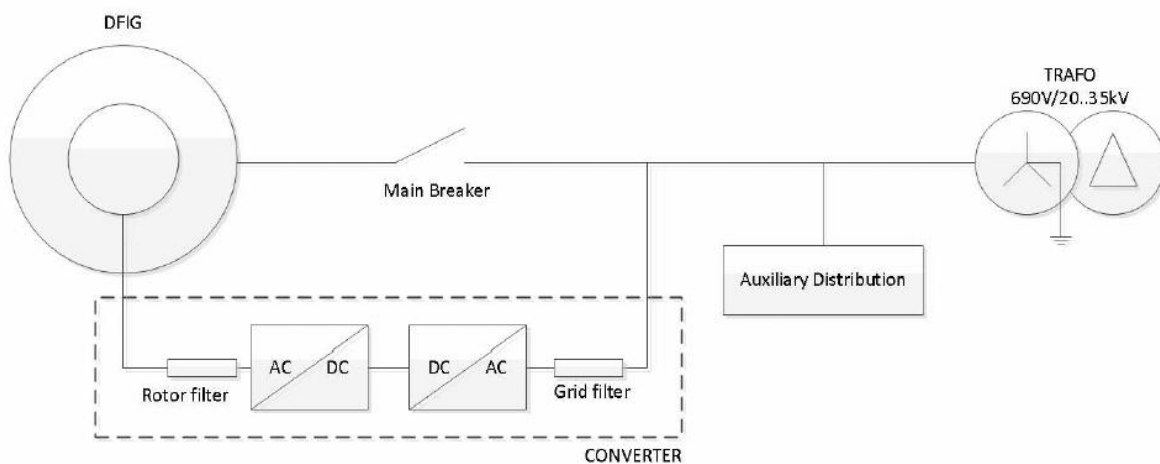 DFIG
TRAFO
690V/20..35kV
Main Breaker
Auxiliary Distribution
AC
DC
DC
AC
Rotor filter
Grid filter
CONVERTER